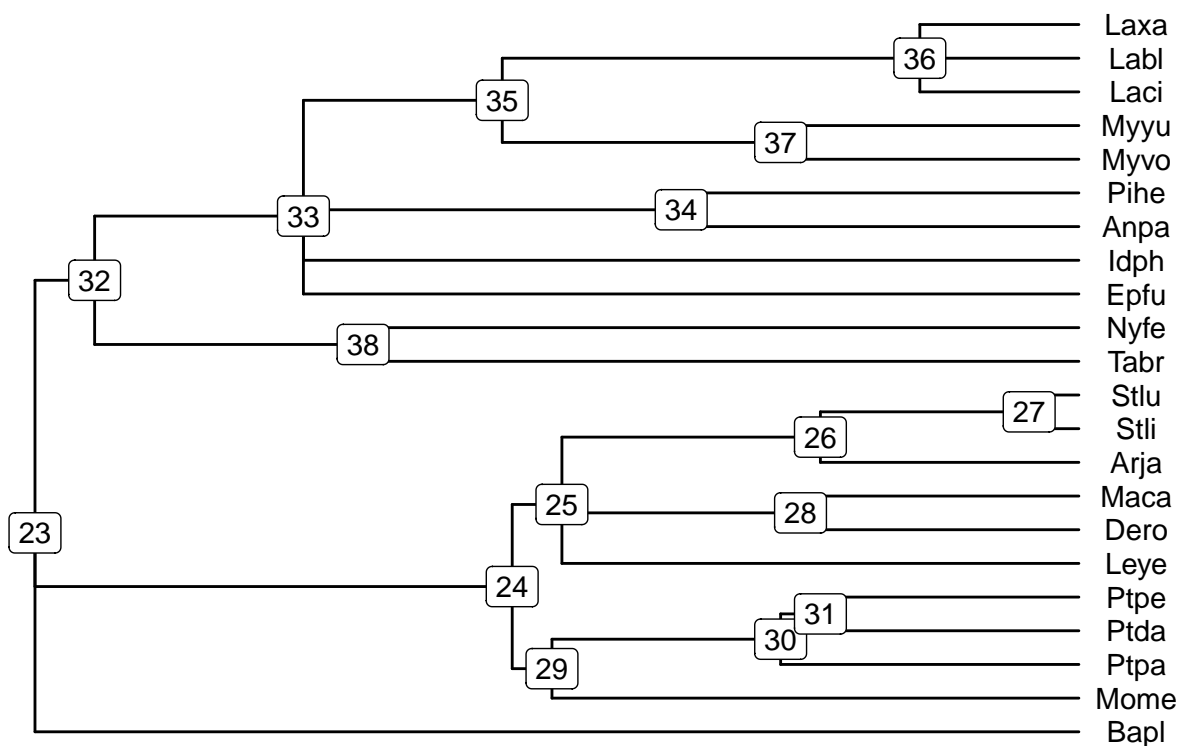 Laxa
36
Labl
Laci
35
Myyu
37
Myvo
Pihe
34
33
Anpa
Idph
32
Epfu
Nyfe
38
Tabr
Stlu
27
Stli
26
Arja
Maca
25
28
23
Dero
Leye
24
Ptpe
31
Ptda
30
Ptpa
29
Mome
Bapl